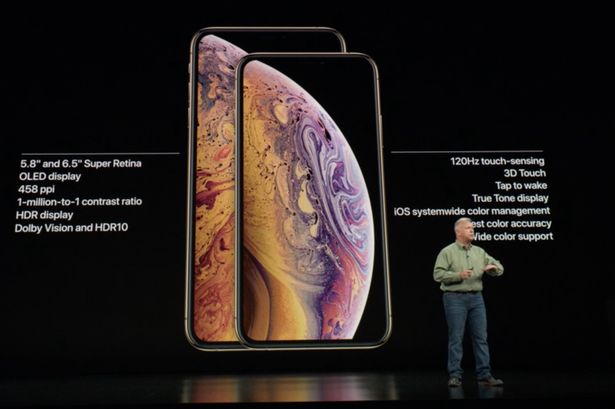 5.8" and 6.5" Super Retina
OLED display
458 ppi
1-million-to-1 contrast ratio
HDR display
Dolby Vision and HDR10
120Hz touch-sensing
3D Touch
Tap to wake
True Tone display
iOS systemwide color management
color accuracy
color support